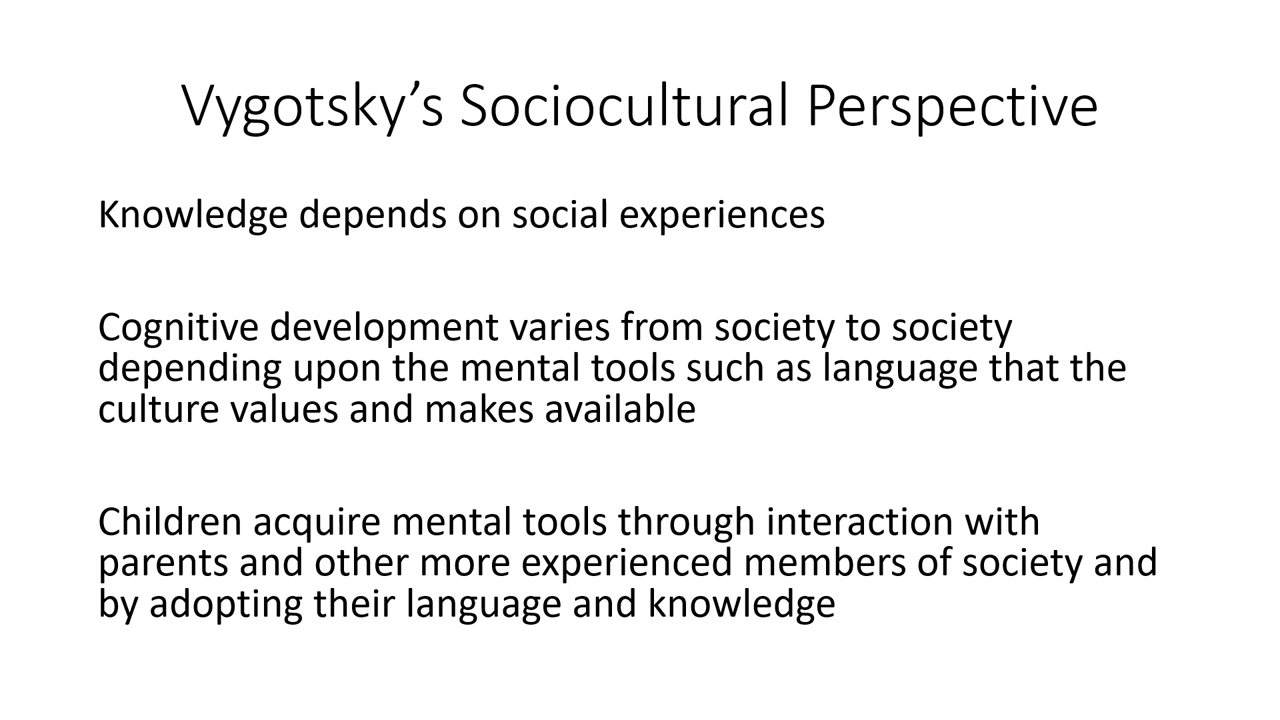 Vygotsky’s Sociocultural Perspective
Knowledge depends on social experiences
Cognitive development varies from society to society
depending upon the mental tools such as language that the
culture values and makes available
Children acquire mental tools through interaction with
parents and other more experienced members of society and
by adopting their language and knowledge